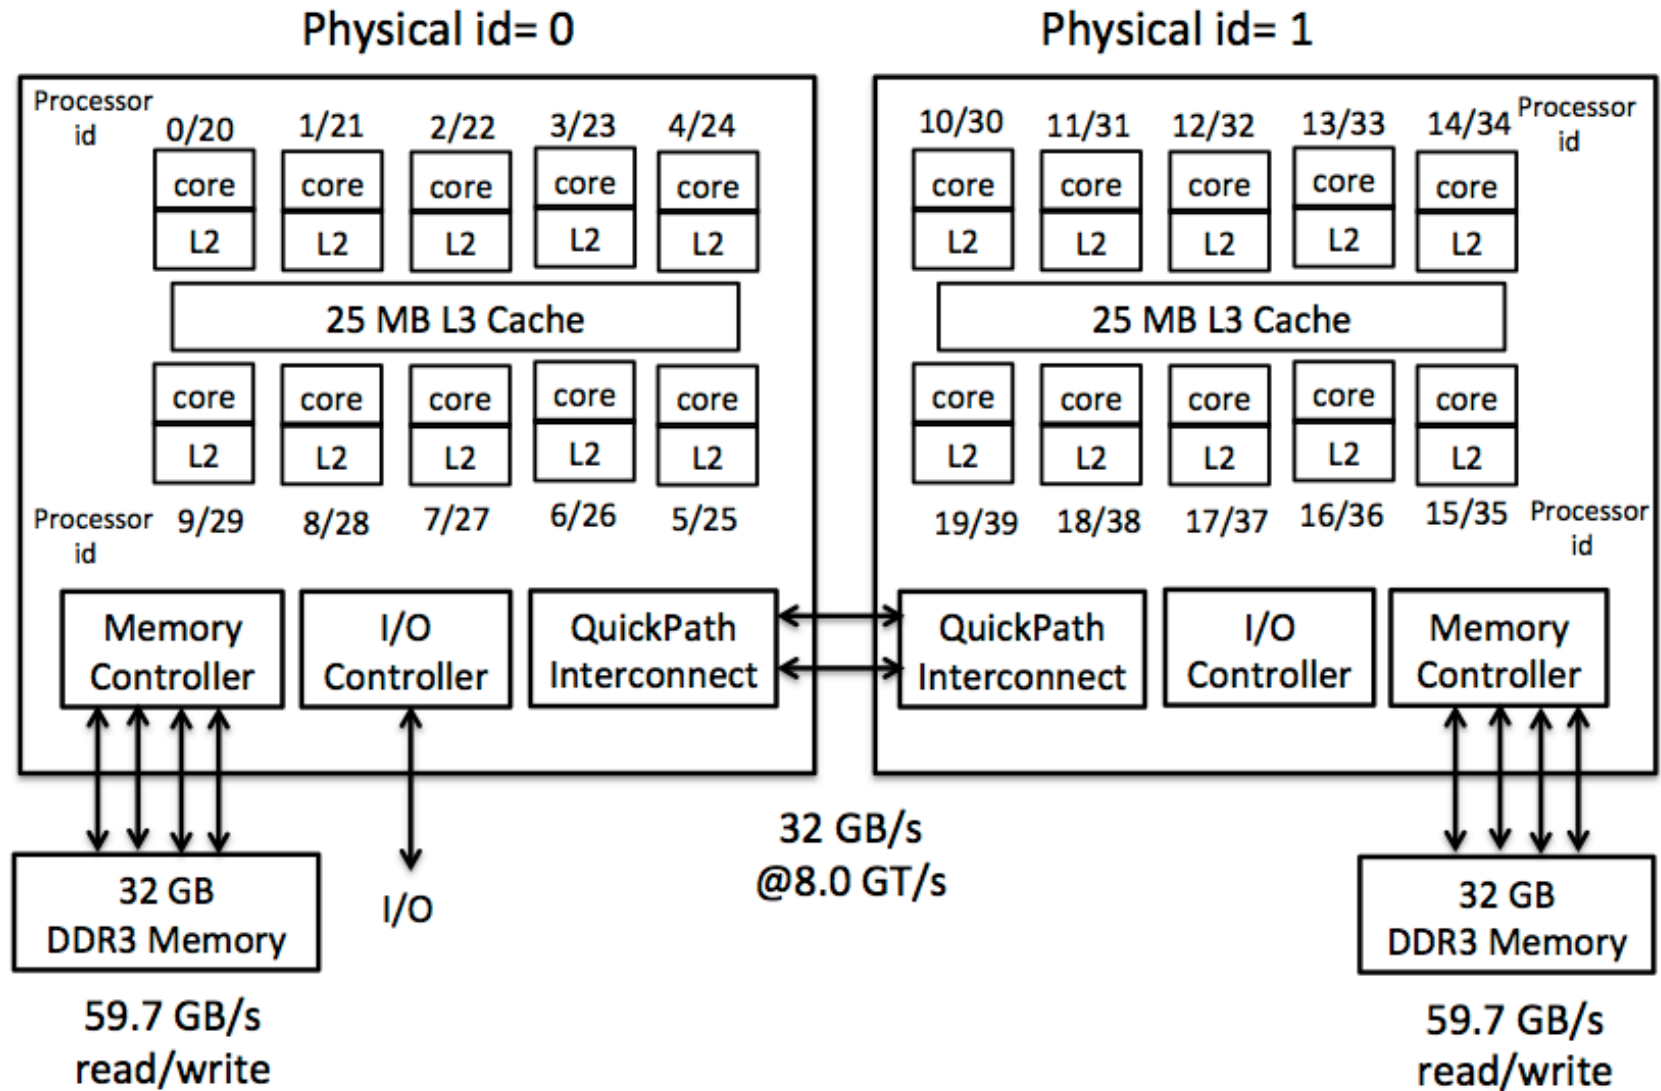 Physical id= 0
Physical id= 1
Processor
id
0/20 1/21 2/22 3/23 4/24
core core core core core
L2 L2 L2 L2 L2
25 MB L3 Cache
core core core core core
L2 L2 L2 L2 L2
Processor
id
9/29 8/28 7/27 6/26 5/25
Memory
Controller
I/O
Controller
QuickPath
Interconnect
10/30 11/31 12/32 13/33 14/34
Processor
id
core core core core core
L2 L2 L2 L2 L2
25 MB L3 Cache
core core core core core
L2 L2 L2 L2 L2
19/39 18/38 17/37 16/36 15/35
Processor
id
QuickPath
Interconnect
I/O
Controller
Memory
Controller
32 GB
DDR3 Memory
59.7 GB/s
read/write
I/O
32 GB/s
@8.0 GT/s
32 GB
DDR3 Memory
59.7 GB/s
read/write